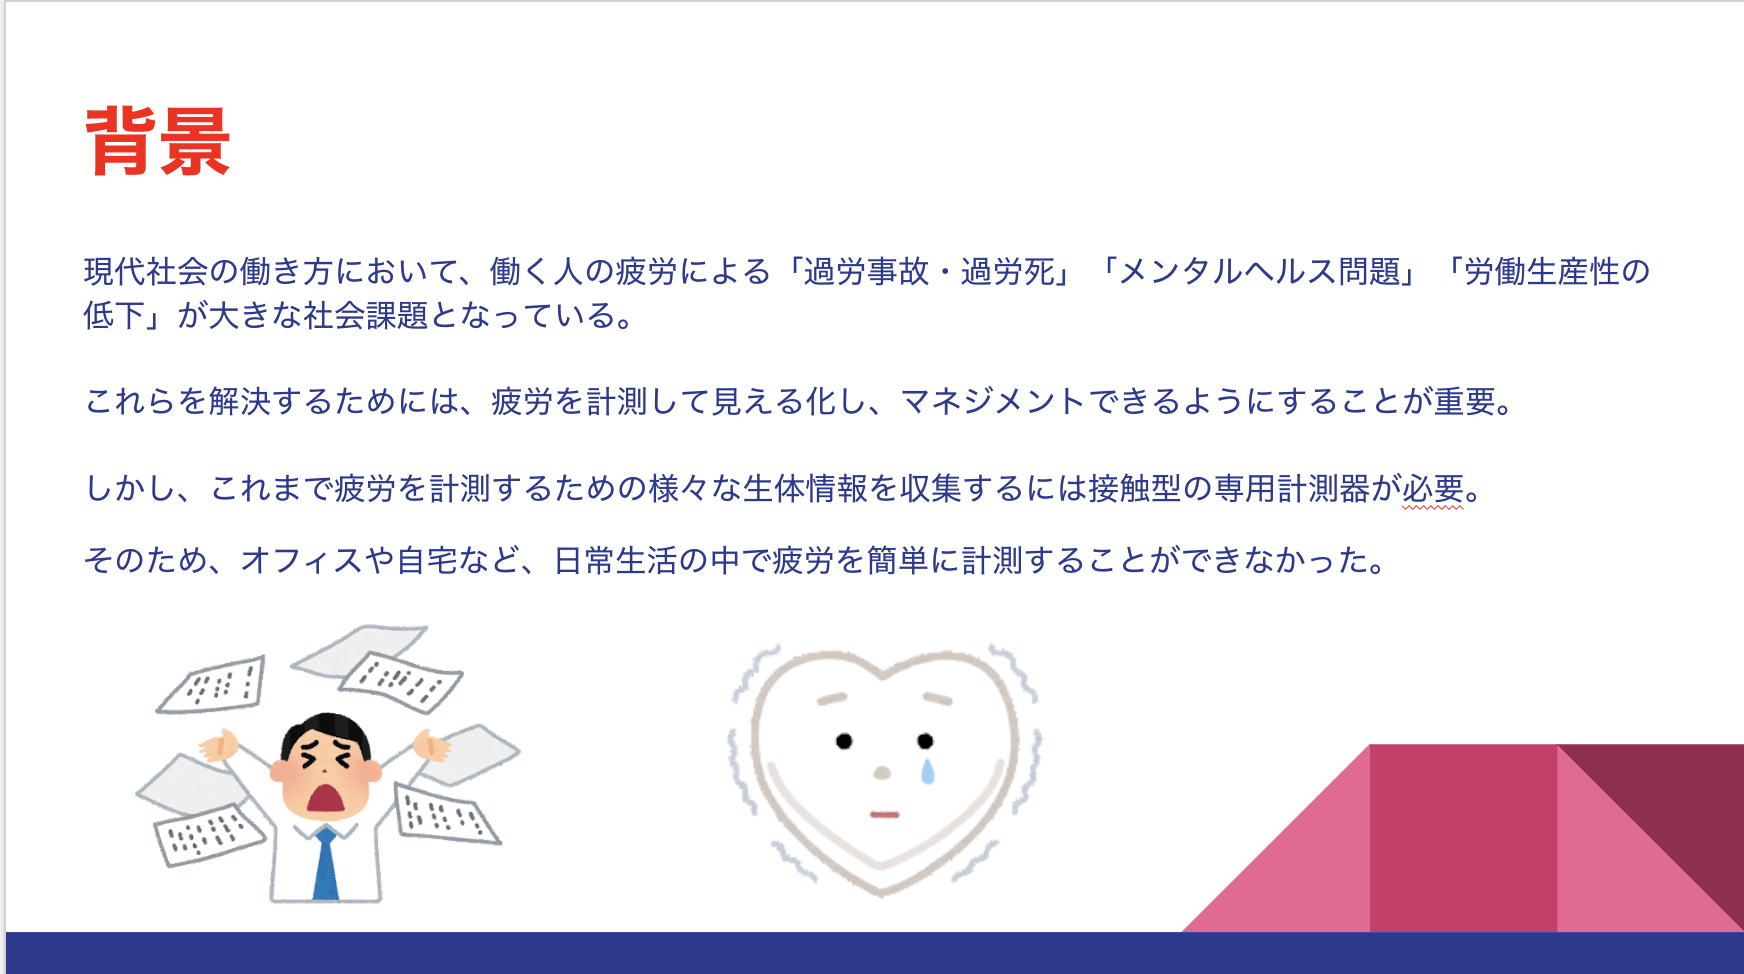 背景
現代社会の働き方において、働く人の疲労による「過労事故・過労死」「メンタルヘルス問題」「労働生産性の
低下」が大きな社会課題となっている。
これらを解決するためには、疲労を計測して見える化し、マネジメントできるようにすることが重要。
しかし、これまで疲労を計測するための様々な生体情報を収集するには接触型の専用計測器が必要。
そのため、オフィスや自宅など、日常生活の中で疲労を簡単に計測することができなかった。